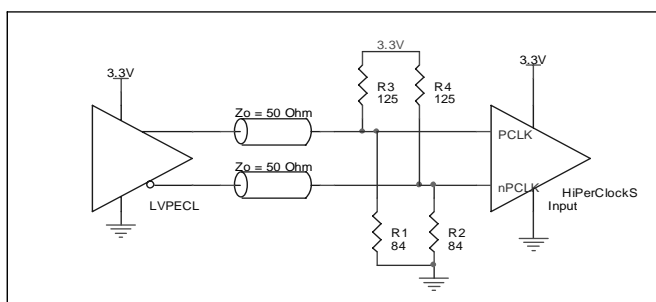 3.3V
3.3V
3.3V
R3
125
R4
125
Zo = 50 Ohm
PCLK
Zo = 50 Ohm
nPCLK
HiPerClockS
Input
LVPECL
R1
84
R2
84